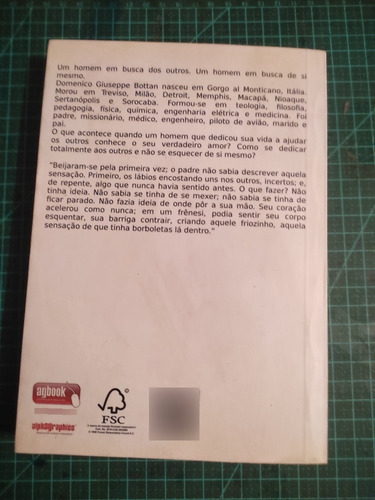 Um homem em busca dos outros. Um homem em busca de si
mesmo.
Domenico Giuseppe Bottan nasceu em Gorgo al Monticano, Itália.
Morou em Treviso, Milão, Detroit, Memphis, Macapá, Nioaque,
Sertanópolis e Sorocaba. Formou-se em teologia, filosofia,
pedagogia, física, química, engenharia elétrica e medicina. Foi
padre, missionário, médico, engenheiro, piloto de avião, marido e
pai.
O que acontece quando um homem que dedicou sua vida a ajudar
os outros conhece o seu verdadeiro amor? Como se dedicar
totalmente aos outros e não se esquecer de si mesmo?
"Beijaram-se pela primeira vez; o padre não sabia descrever aquela
sensação. Primeiro, os lábios encostando uns nos outros, incertos; e,
de repente, algo que nunca havia sentido antes. O que fazer? Não
tinha ideia. Não sabia se tinha de se mexer; não sabia se tinha de
ficar parado. Não fazia ideia de onde pôr a sua mão. Seu coração
acelerou como nunca; em um frênesi, podia sentir seu corpo
esquentar, sua barriga contrair, criando aquele friozinho, aquela
sensação de que tinha borboletas lá dentro."
agbook
alphagraphics
FSC